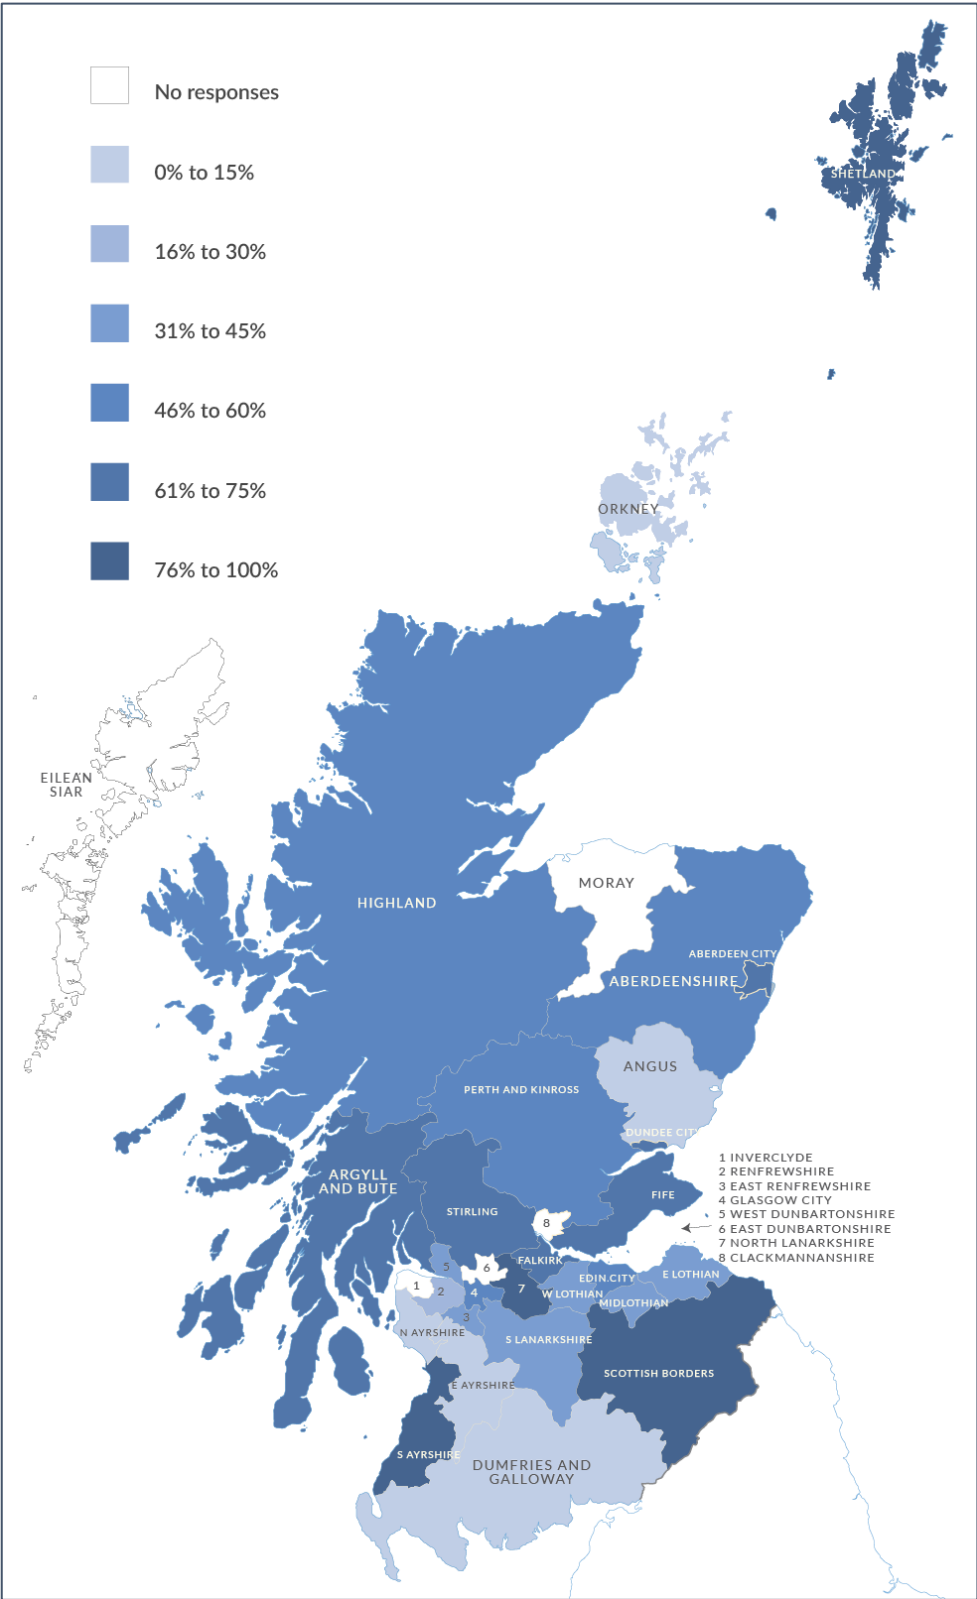 No responses
0% to 15%
16% to 30%
31% to 45%
46% to 60%
61% to 75%
76% to 100%
SHETLAND
ORKNEY
EILEAN
SIAR
HIGHLAND
MORAY
ABERDEEN CITY
ABERDEENSHIRE
ANGUS
PERTH AND KINROSS
DUNDEE CITY
ARGYLL
AND BUTE
STIRLING
FIFE
1 INVERCLYDE
2 RENFREWSHIRE
3 EAST RENFREWSHIRE
4 GLASGOW CITY
5 WEST DUNBARTONSHIRE
6 EAST DUNBARTONSHIRE
7 NORTH LANARKSHIRE
8 CLACKMANNANSHIRE
8
FALKIRK
5
6
1
2
4
7
3
EDIN.CITY
E LOTHIAN
W LOTHIAN
MIDLOTHIAN
N AYRSHIRE
S LANARKSHIRE
E AYRSHIRE
SCOTTISH BORDERS
S AYRSHIRE
DUMFRIES AND
GALLOWAY